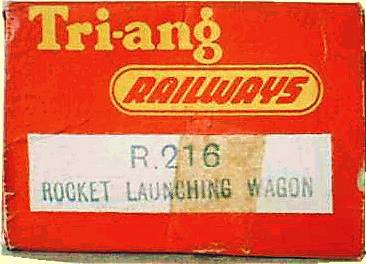 Tri-ang
RAILWAYS
R.216
ROCKET LAUNCHING WAGON